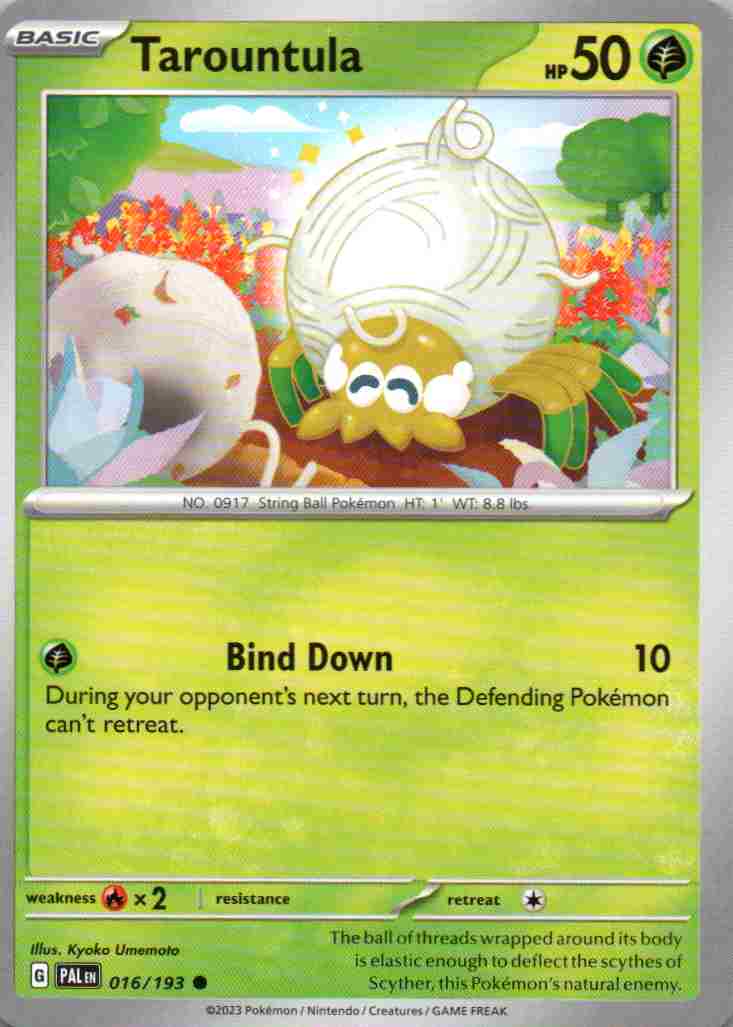 BASIC
Tarountula
HP 50
NO. 0917 String Ball Pokémon HT: 1' WT: 8.8 lbs
Bind Down 10
During your opponent's next turn, the Defending Pokémon
can't retreat.
weakness ×2 resistance retreat
Illus. Kyoko Umemoto
G PAL EN 016/193
The ball of threads wrapped around its body
is elastic enough to deflect the scythes of
Scyther, this Pokémon's natural enemy.
©2023 Pokémon / Nintendo / Creatures / GAME FREAK